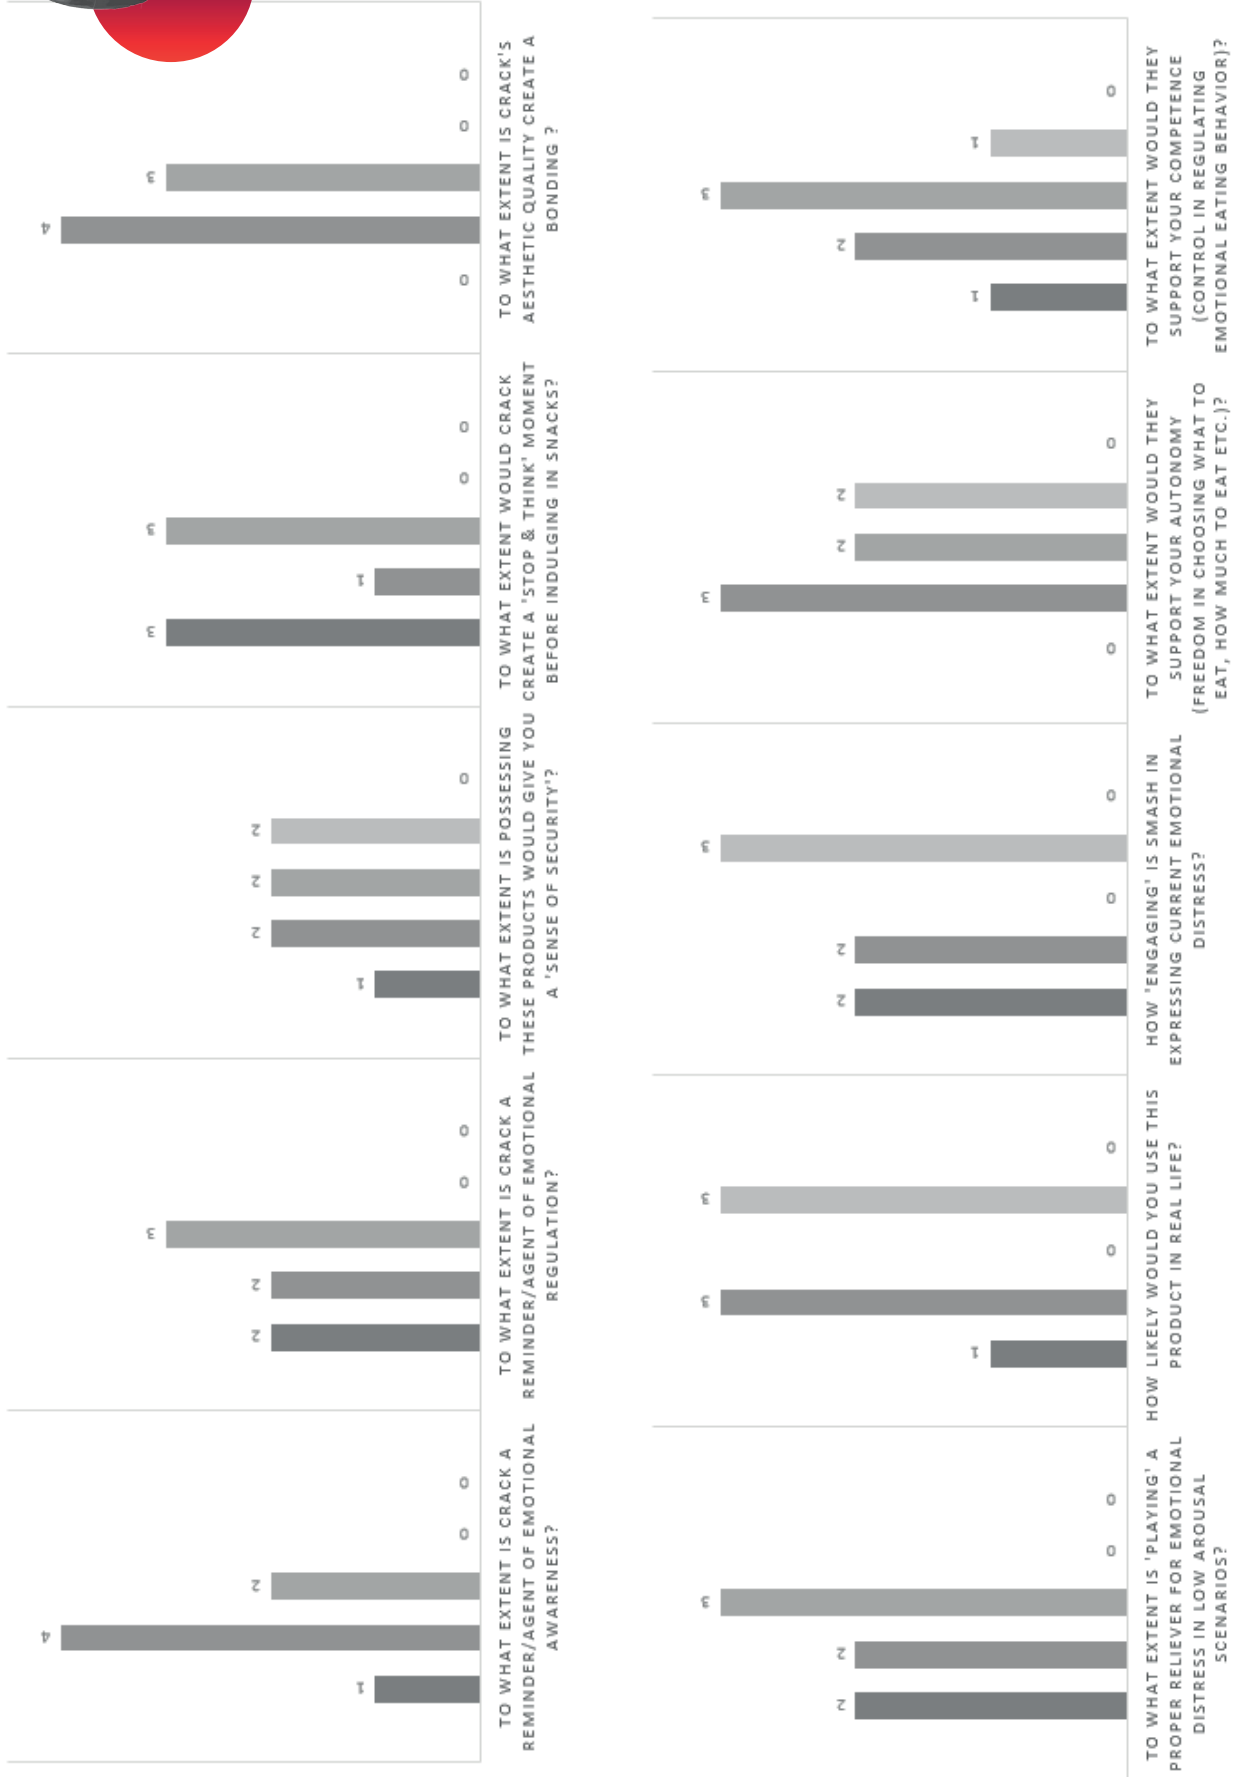 1
4
2
0
0
TO WHAT EXTENT IS CRACK A
REMINDER/AGENT OF EMOTIONAL
AWARENESS?
2
2
3
0
0
TO WHAT EXTENT IS CRACK A
REMINDER/AGENT OF EMOTIONAL
REGULATION?
1
2
2
2
0
TO WHAT EXTENT IS POSSESSING
THESE PRODUCTS WOULD GIVE YOU
A 'SENSE OF SECURITY'?
3
1
3
0
0
TO WHAT EXTENT WOULD CRACK
CREATE A 'STOP & THINK' MOMENT
BEFORE INDULGING IN SNACKS?
0
4
3
0
0
TO WHAT EXTENT IS CRACK'S
AESTHETIC QUALITY CREATE A
BONDING ?
2
2
3
0
0
TO WHAT EXTENT IS 'PLAYING' A
PROPER RELIEVER FOR EMOTIONAL
DISTRESS IN LOW AROUSAL
SCENARIOS?
1
3
0
3
0
HOW LIKELY WOULD YOU USE THIS
PRODUCT IN REAL LIFE?
2
2
0
3
0
HOW 'ENGAGING' IS SMASH IN
EXPRESSING CURRENT EMOTIONAL
DISTRESS?
0
3
2
2
0
TO WHAT EXTENT WOULD THEY
SUPPORT YOUR AUTONOMY
(FREEDOM IN CHOOSING WHAT TO
EAT, HOW MUCH TO EAT ETC.)?
1
2
3
1
0
TO WHAT EXTENT WOULD THEY
SUPPORT YOUR COMPETENCE
(CONTROL IN REGULATING
EMOTIONAL EATING BEHAVIOR)?